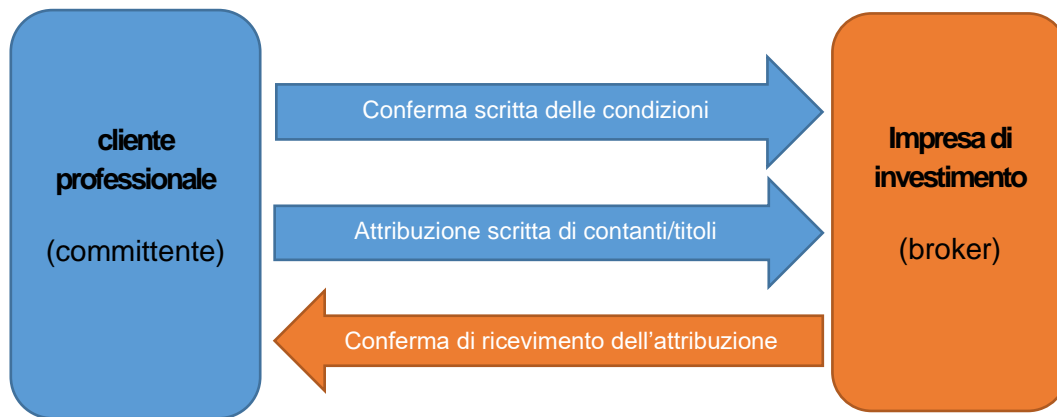 cliente
professionale
(committente)
Conferma scritta delle condizioni
Attribuzione scritta di contanti/titoli
Conferma di ricevimento dell’attribuzione
Impresa di
investimento
(broker)